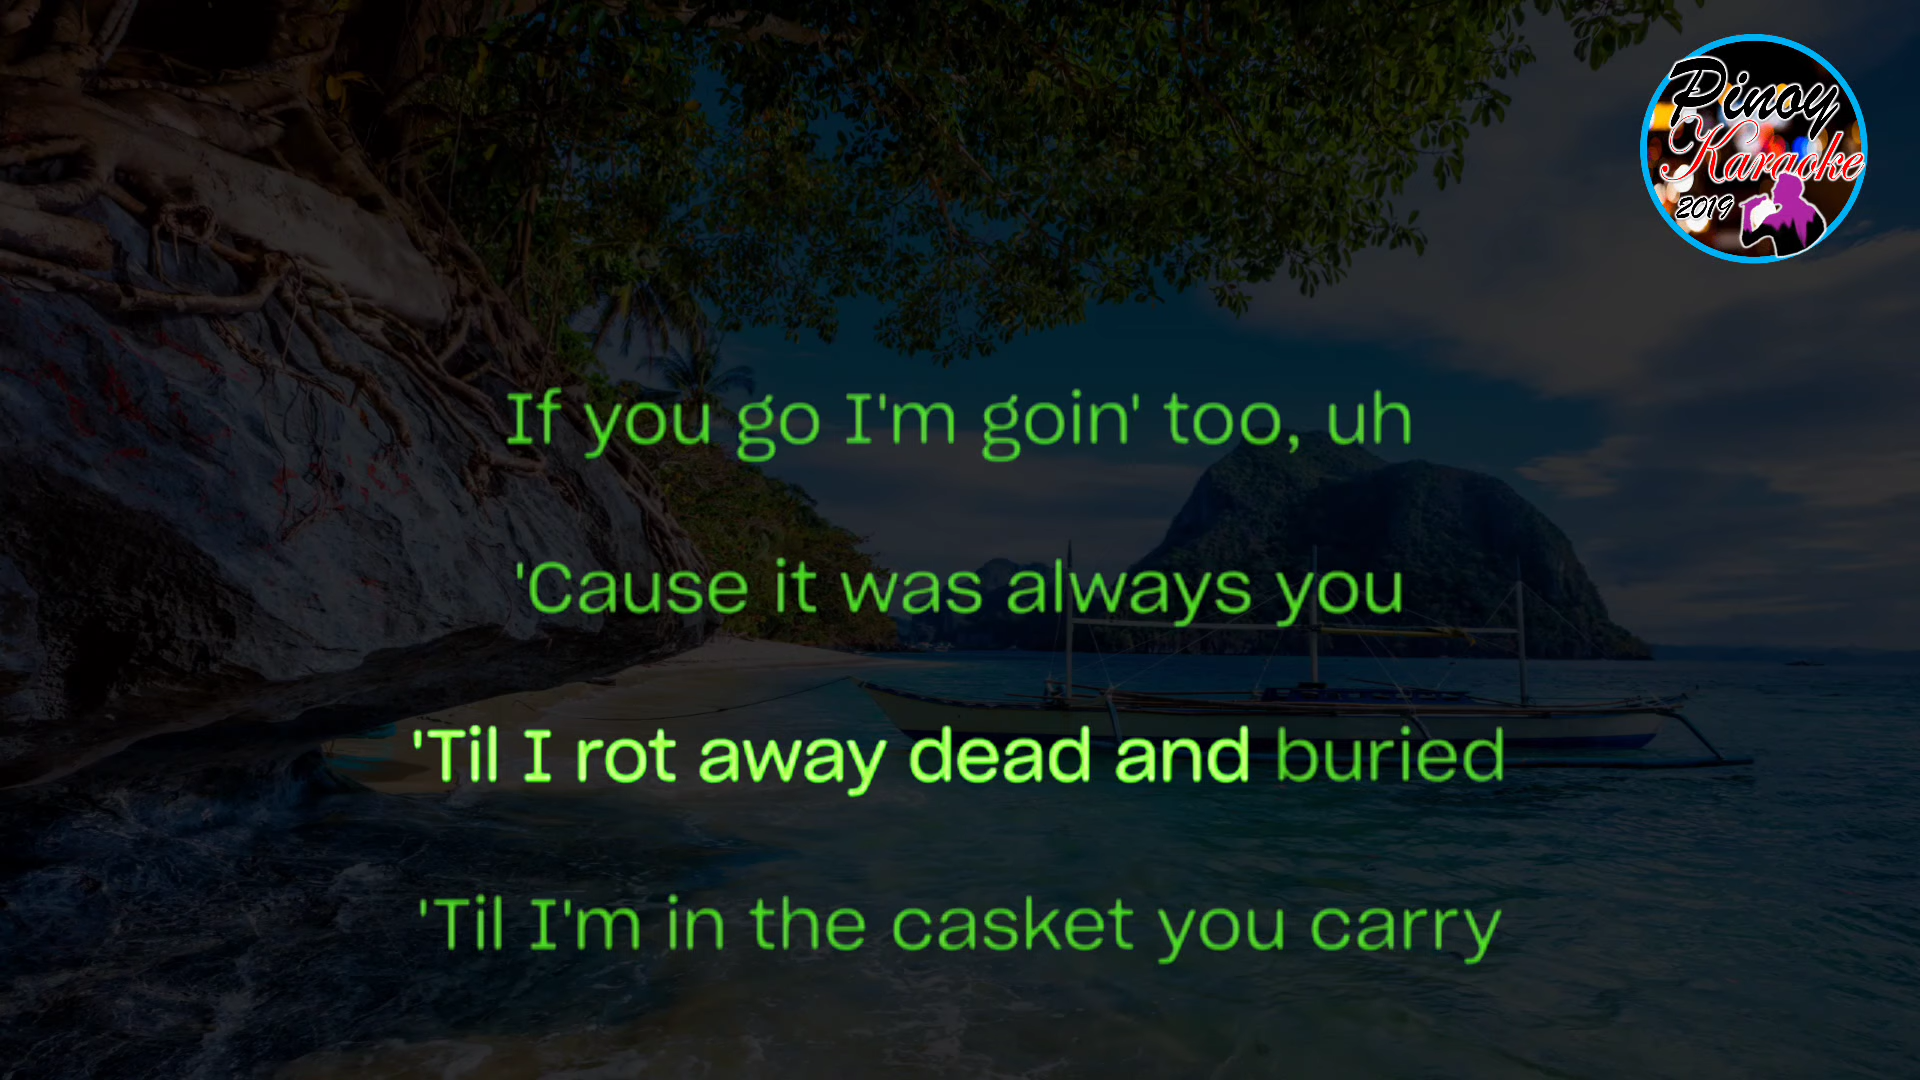 Pinoy
Karaoke
2019
If you go I'm goin' too, uh
'Cause it was always you
'Til I rot away dead and buried
'Til I'm in the casket you carry